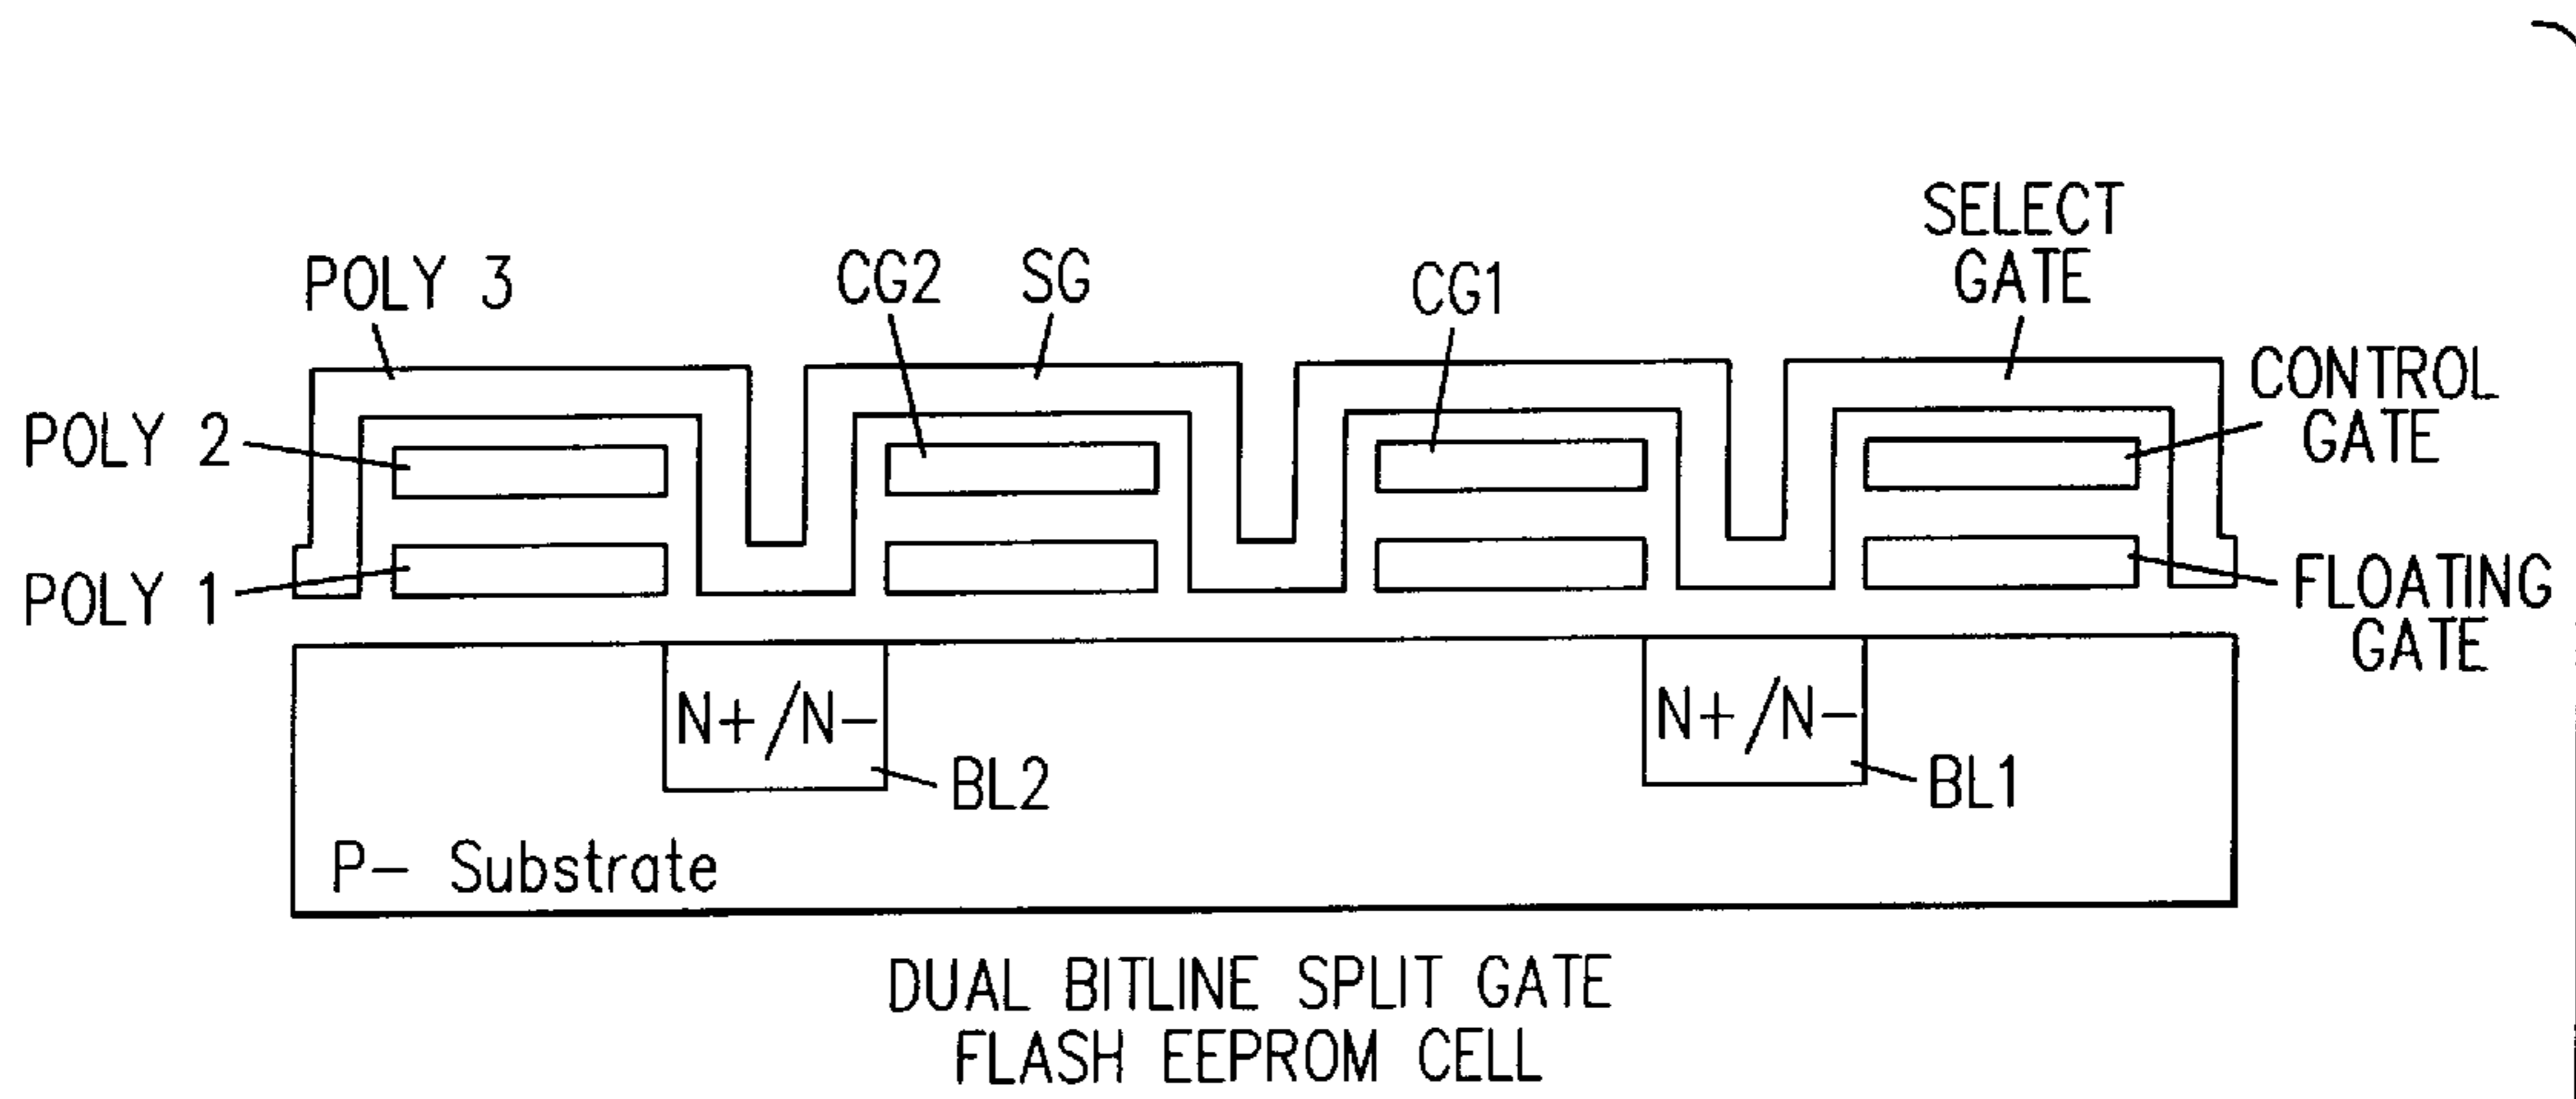 SELECT
GATE
POLY 3
CG2
SG
CG1
CONTROL
GATE
POLY 2
POLY 1
FLOATING
GATE
N+/N-
BL2
N+/N-
BL1
P- Substrate
DUAL BITLINE SPLIT GATE
FLASH EEPROM CELL